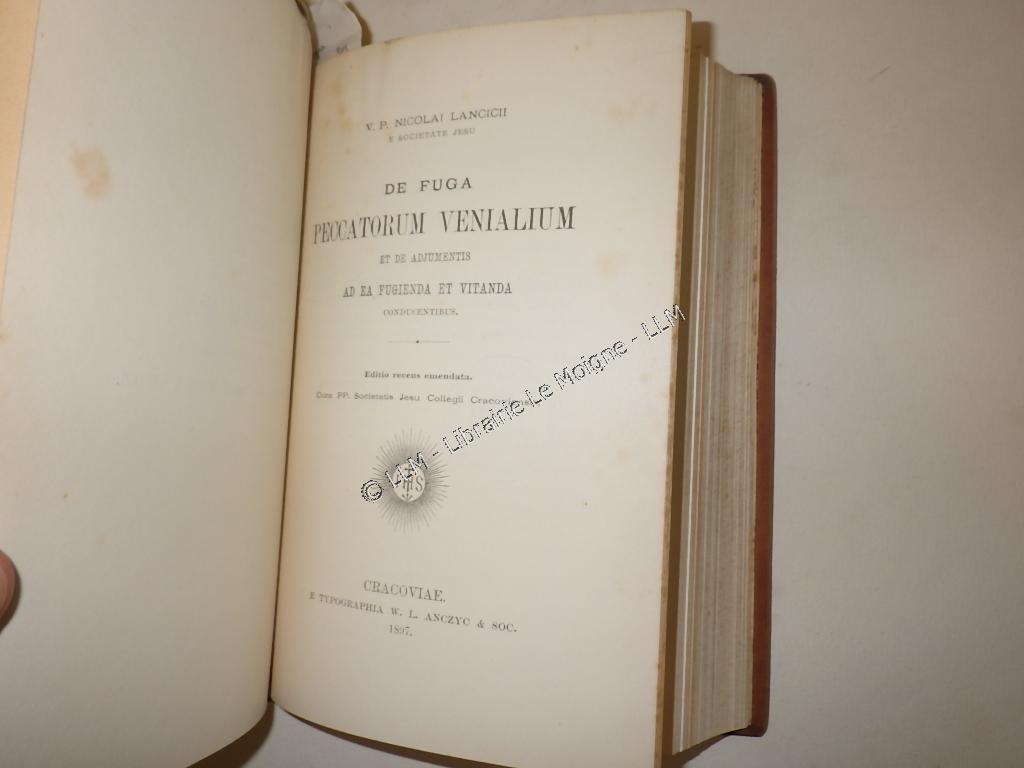 V. P. NICOLAI LANCICII
E SOCIETATE JESU
DE FUGA
PECCATORUM VENIALIUM
ET DE ADJUMENTIS
AD EA FUGIENDA ET VITANDA
CONDUCENTIBUS.
Editio recens emendata.
Cura PP. Societatis Jesu Collegii
© LLM - Librairie Le Moigne - LLM
IHS
CRACOVIAE.
E TYPOGRAPHIA W. L. ANCZYC & SOC.
1897.